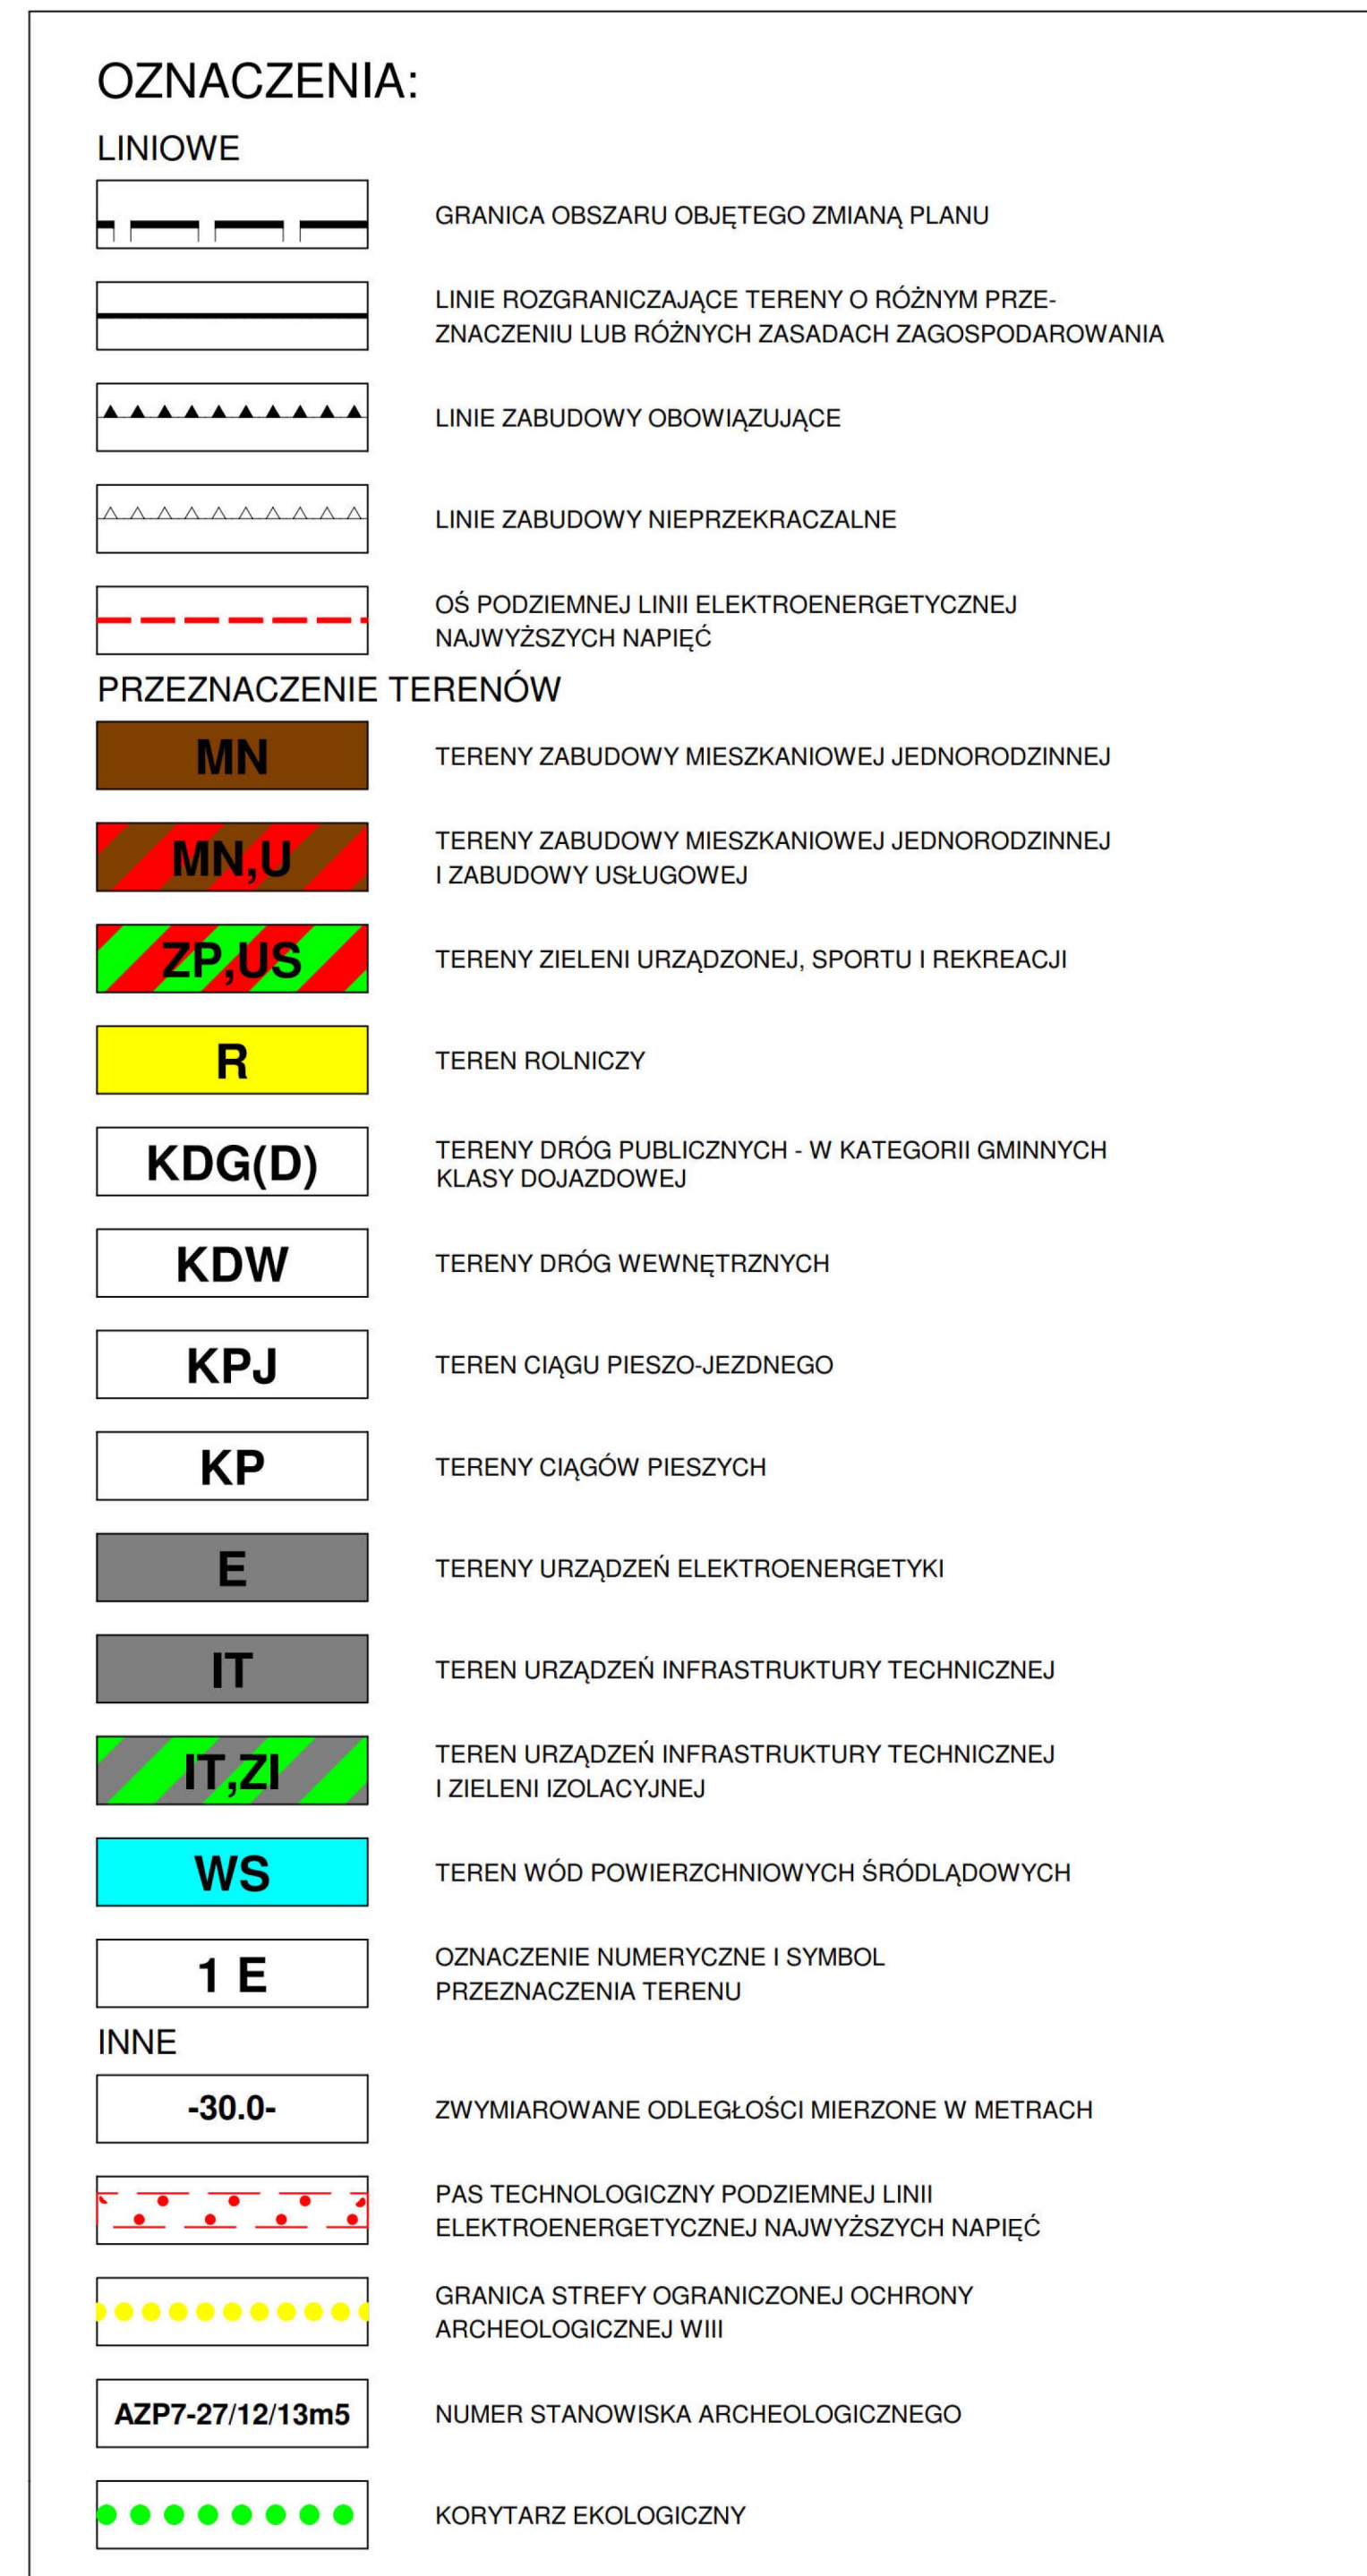 OZNACZENIA:
LINIOWE
GRANICA OBSZARU OBJĘTEGO ZMIANĄ PLANU
LINIE ROZGRANICZAJĄCE TERENY O RÓŻNYM PRZE-
ZNACZENIU LUB RÓŻNYCH ZASADACH ZAGOSPODAROWANIA
LINIE ZABUDOWY OBOWIĄZUJĄCE
LINIE ZABUDOWY NIEPRZEKRACZALNE
OŚ PODZIEMNEJ LINII ELEKTROENERGETYCZNEJ
NAJWYŻSZYCH NAPIĘĆ
PRZEZNACZENIE TERENÓW
MN
TERENY ZABUDOWY MIESZKANIOWEJ JEDNORODZINNEJ
MN,U
TERENY ZABUDOWY MIESZKANIOWEJ JEDNORODZINNEJ
I ZABUDOWY USŁUGOWEJ
ZP,US
TERENY ZIELENI URZĄDZONEJ, SPORTU I REKREACJI
R
TEREN ROLNICZY
KDG(D)
TERENY DRÓG PUBLICZNYCH - W KATEGORII GMINNYCH
KLASY DOJAZDOWEJ
KDW
TERENY DRÓG WEWNĘTRZNYCH
KPJ
TEREN CIĄGU PIESZO-JEZDNEGO
KP
TERENY CIĄGÓW PIESZYCH
E
TERENY URZĄDZEŃ ELEKTROENERGETYKI
IT
TEREN URZĄDZEŃ INFRASTRUKTURY TECHNICZNEJ
IT,ZI
TEREN URZĄDZEŃ INFRASTRUKTURY TECHNICZNEJ
I ZIELENI IZOLACYJNEJ
WS
TEREN WÓD POWIERZCHNIOWYCH ŚRÓDLĄDOWYCH
1 E
OZNACZENIE NUMERYCZNE I SYMBOL
PRZEZNACZENIA TERENU
INNE
-30.0-
ZWYMIAROWANE ODLEGŁOŚCI MIERZONE W METRACH
PAS TECHNOLOGICZNY PODZIEMNEJ LINII
ELEKTROENERGETYCZNEJ NAJWYŻSZYCH NAPIĘĆ
GRANICA STREFY OGRANICZONEJ OCHRONY
ARCHEOLOGICZNEJ WIII
AZP7-27/12/13m5
NUMER STANOWISKA ARCHEOLOGICZNEGO
KORYTARZ EKOLOGICZNY